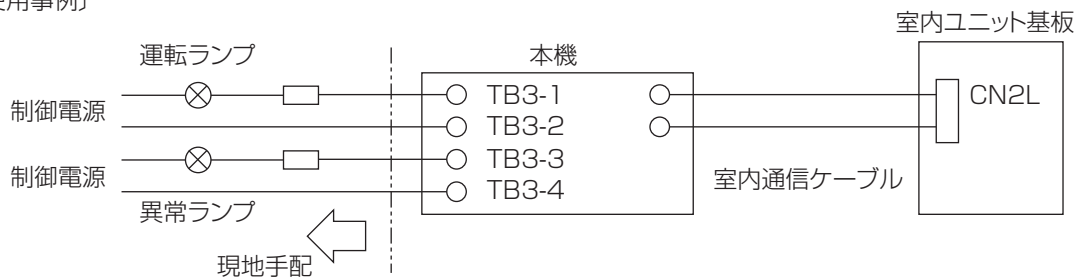 使用事例〕
室内ユニット基板
運転ランプ
本機
制御電源
TB3-1
CN2L
TB3-2
制御電源
TB3-3
TB3-4
室内通信ケーブル
異常ランプ
現地手配